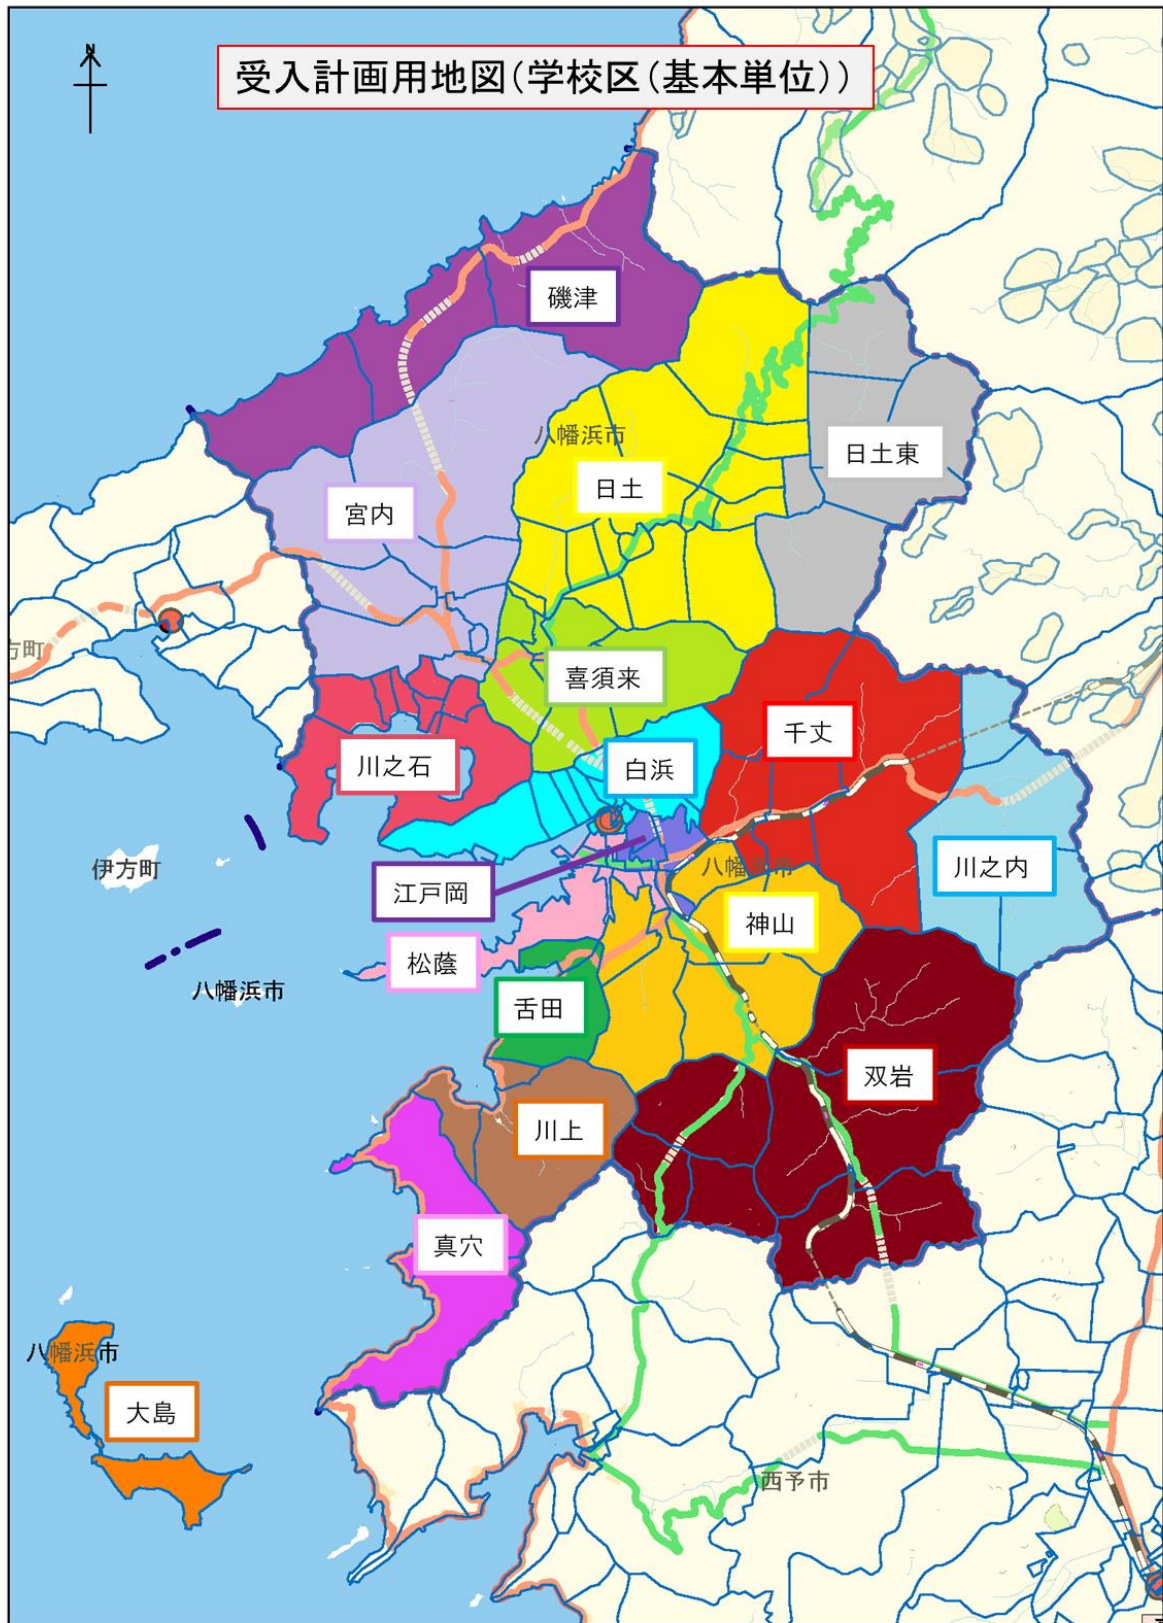 N
受入計画用地図(学校区(基本単位))
磯津
八幡浜市
日土東
日土
宮内
方町
喜須来
千丈
川之石
白浜
伊方町
八幡浜市
川之内
江戸岡
神山
松蔭
八幡浜市
舌田
双岩
川上
真穴
八幡浜市
大島
西予市